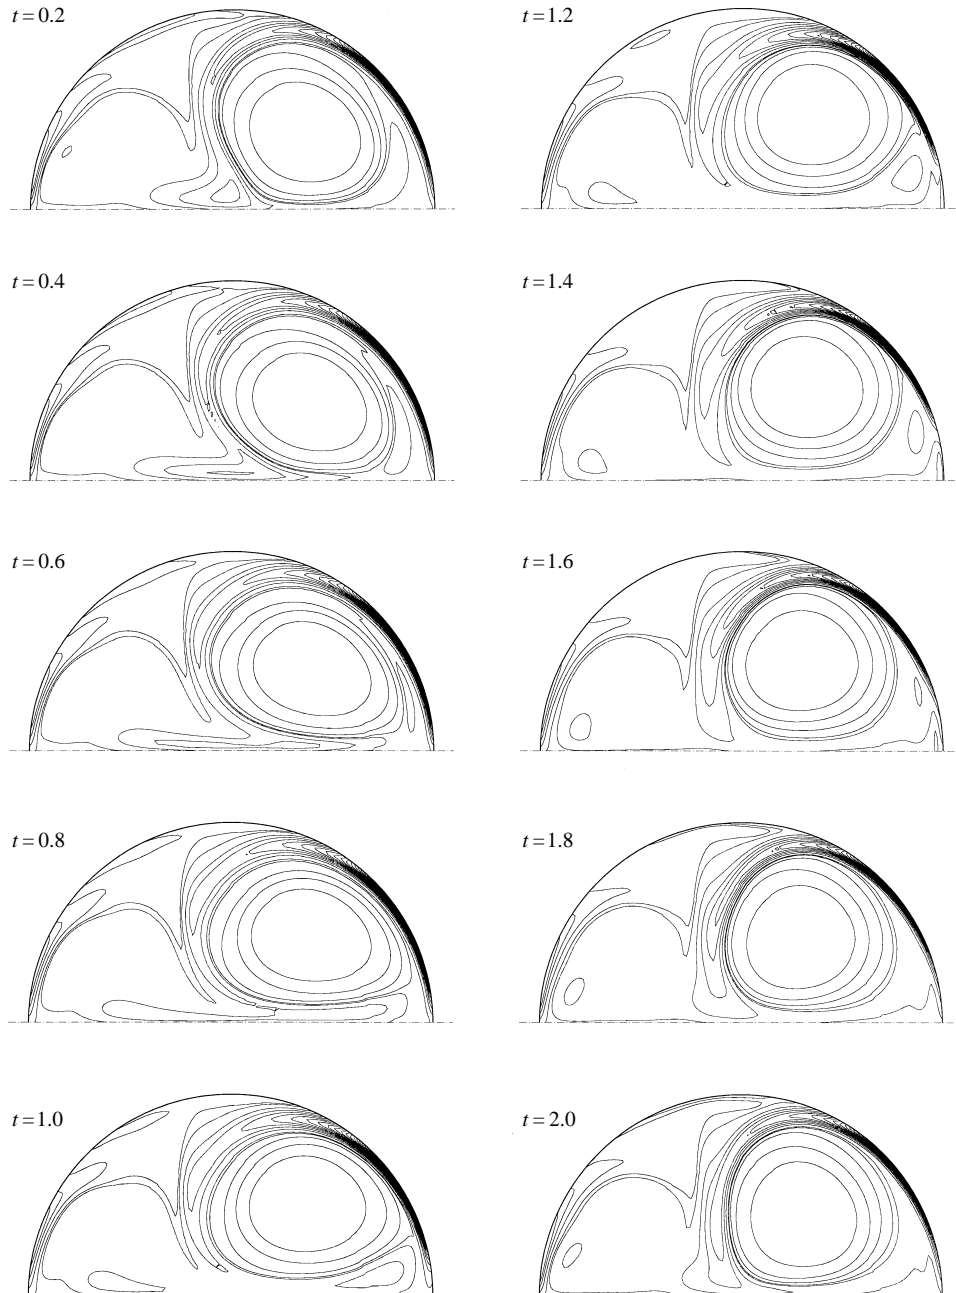 t = 0.2
t = 1.2
t = 0.4
t = 1.4
t = 0.6
t = 1.6
t = 0.8
t = 1.8
t = 1.0
t = 2.0